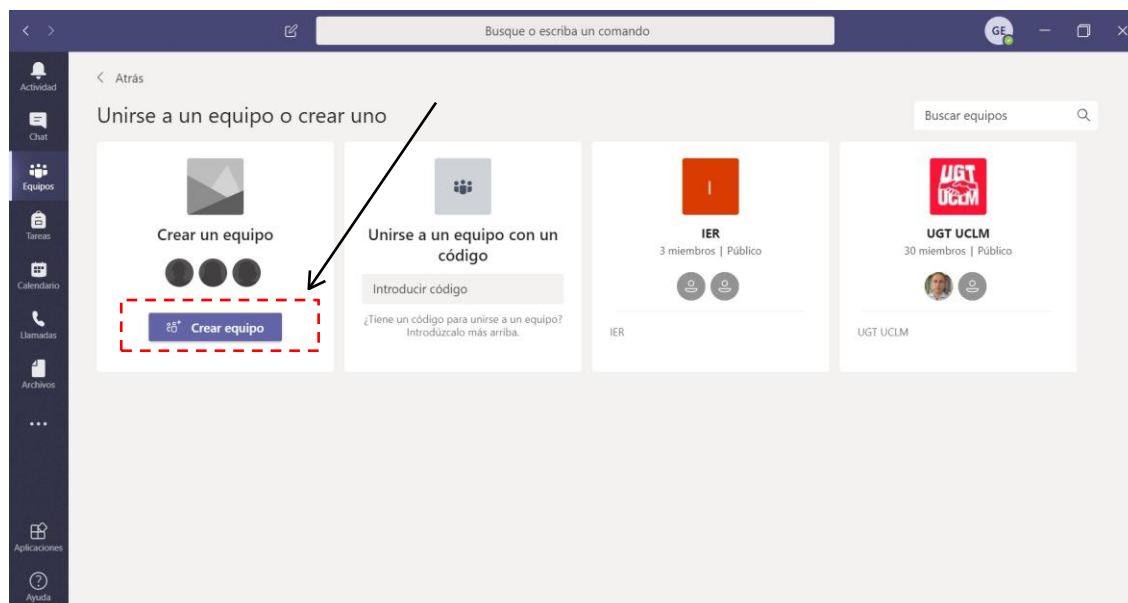 Busque o escriba un comando
GE
Actividad
Chat
Equipos
Tareas
Calendario
Llamadas
Archivos
Aplicaciones
Ayuda
Atrás
Unirse a un equipo o crear uno
Buscar equipos
Crear un equipo
Crear equipo
Unirse a un equipo con un
código
Introducir código
¿Tiene un código para unirse a un equipo?
Introdúzcalo más arriba.
I
IER
3 miembros | Público
IER
UGT
UCLM
UGT UCLM
30 miembros | Público
UGT UCLM